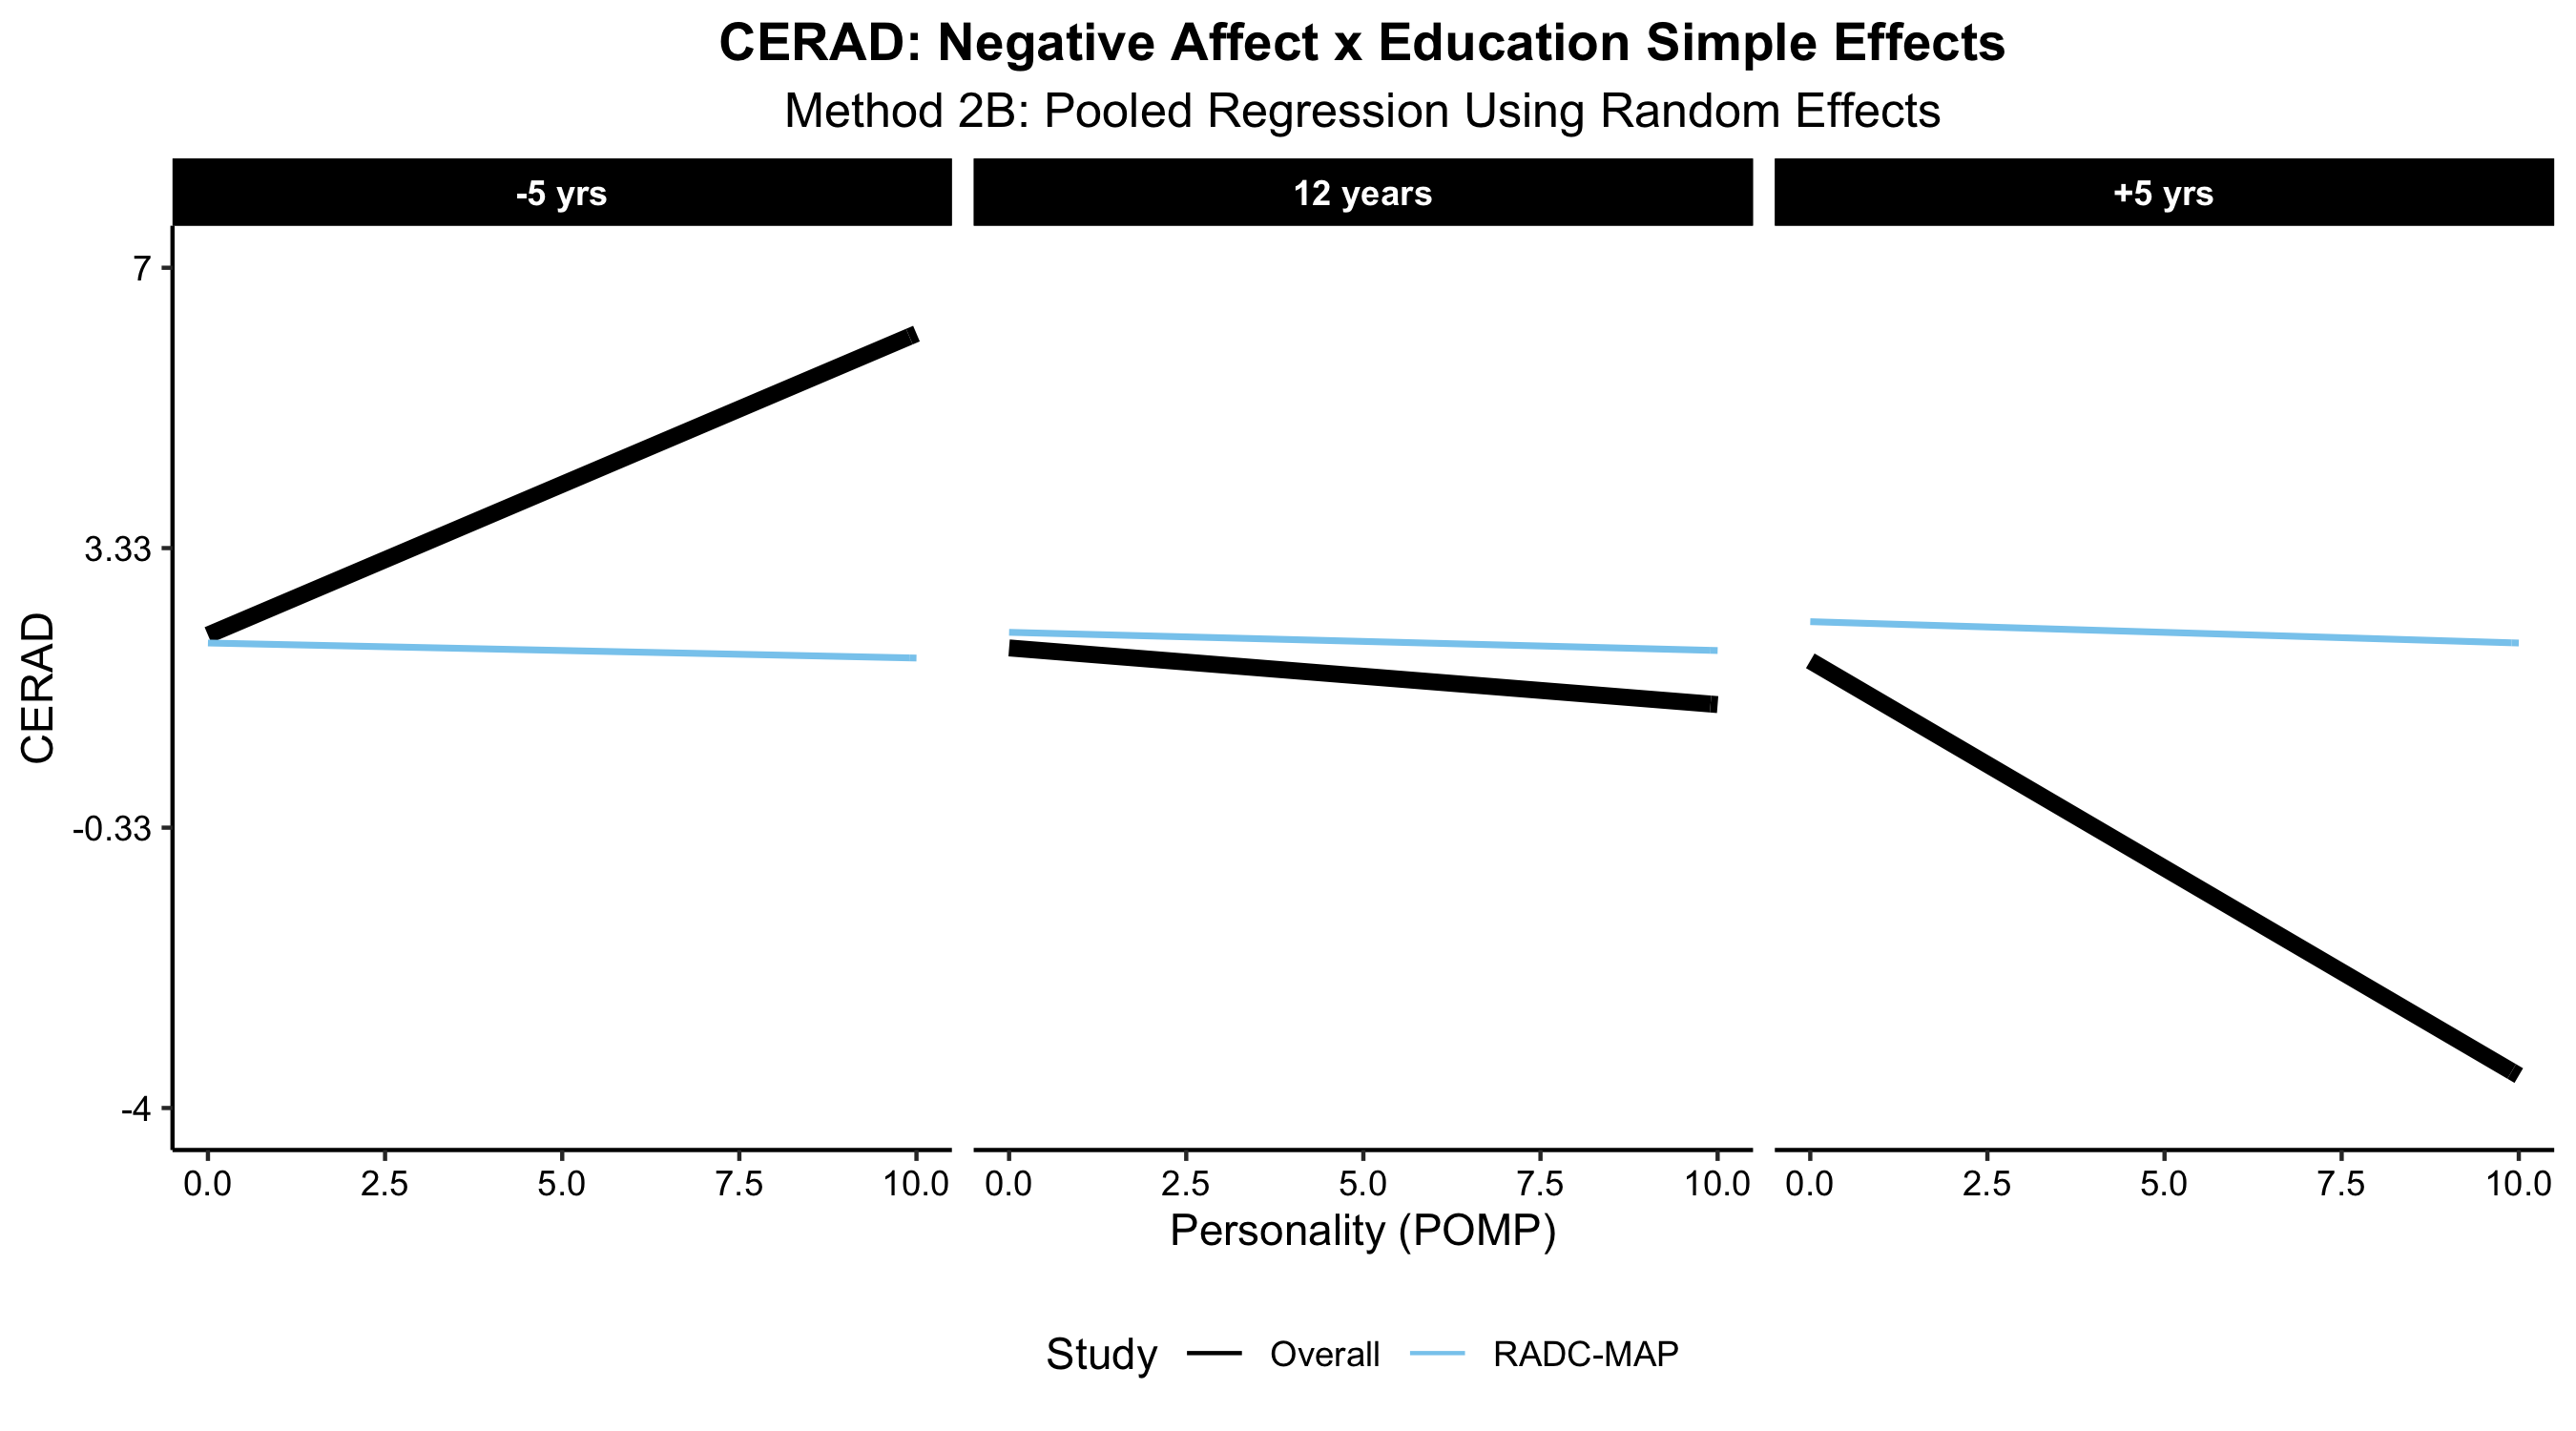 CERAD: Negative Affect x Education Simple Effects
Method 2B: Pooled Regression Using Random Effects
-5 yrs
12 years
+5 yrs
7
3.33
-0.33
-4
CERAD
0.0 2.5 5.0 7.5 10.0
0.0 2.5 5.0 7.5 10.0
0.0 2.5 5.0 7.5 10.0
Personality (POMP)
Study Overall RADC-MAP